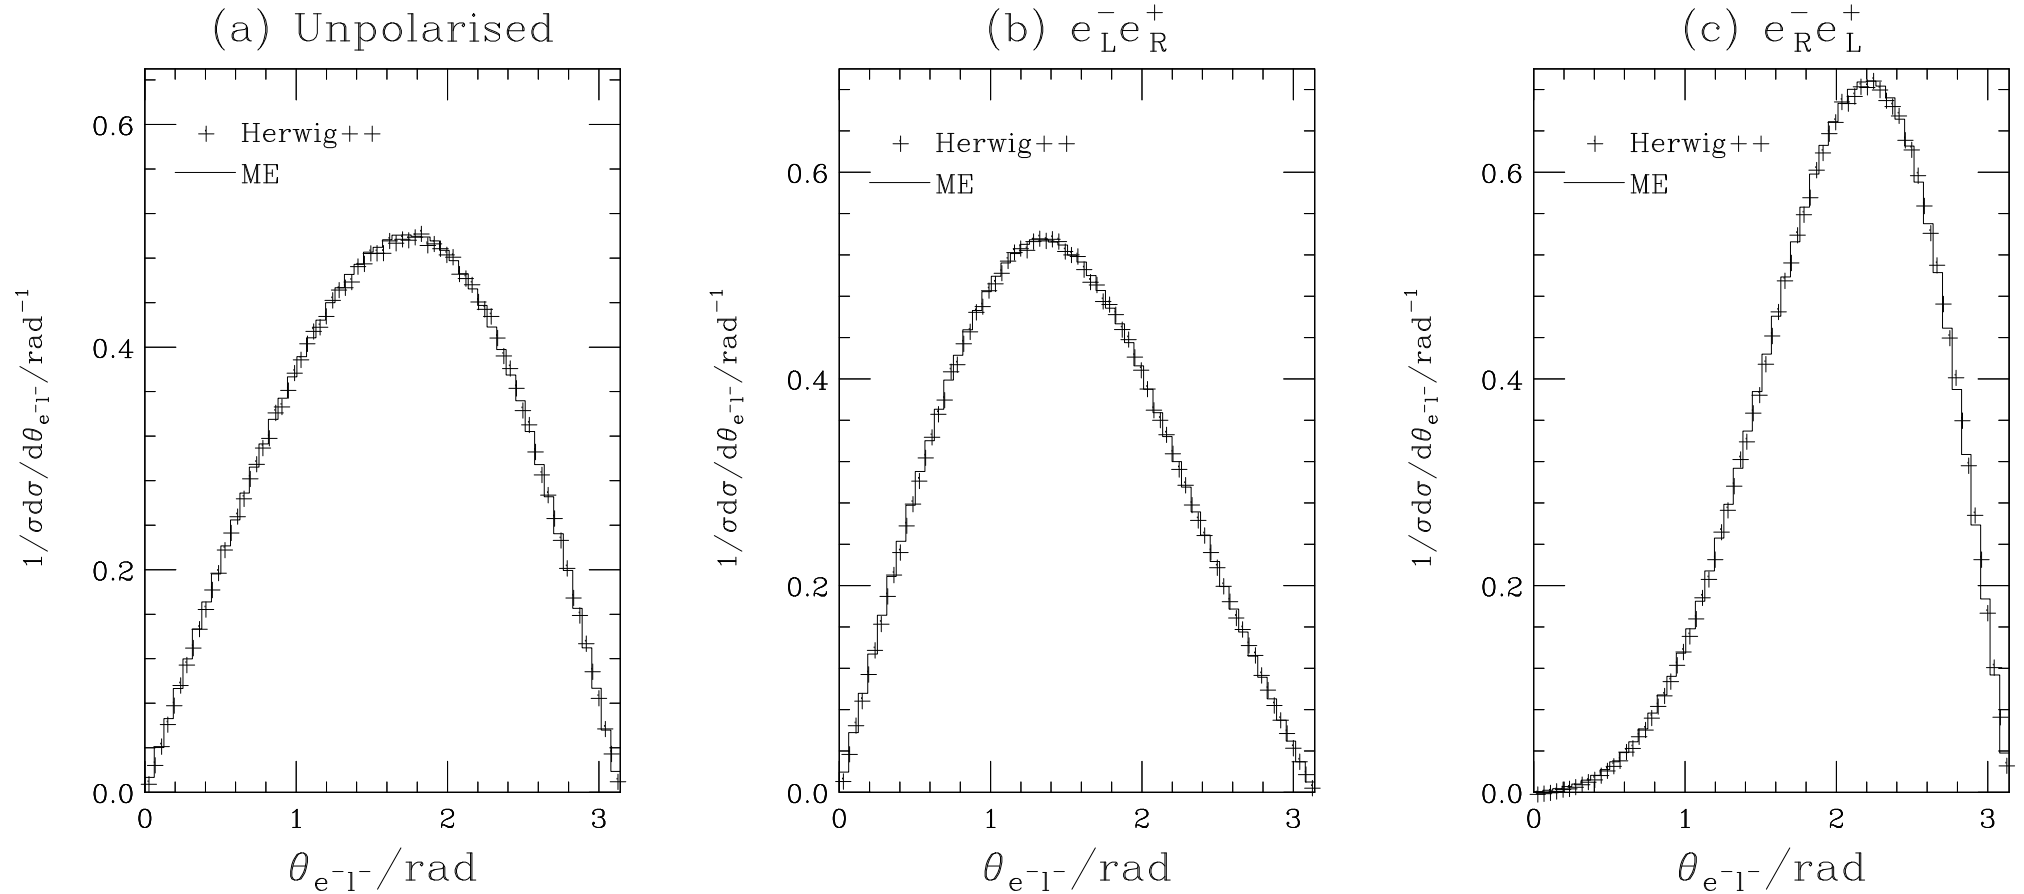 (a) Unpolarised
1/σdσ/dθe⁻l⁻/rad⁻¹
0.6
0.4
0.2
0.0
Herwig++
ME
0 1 2 3
θe⁻l⁻/rad
(b) e⁻Le⁺R
1/σdσ/dθe⁻l⁻/rad⁻¹
0.6
0.4
0.2
0.0
Herwig++
ME
0 1 2 3
θe⁻l⁻/rad
(c) e⁻Re⁺L
1/σdσ/dθe⁻l⁻/rad⁻¹
0.6
0.4
0.2
0.0
Herwig++
ME
0 1 2 3
θe⁻l⁻/rad